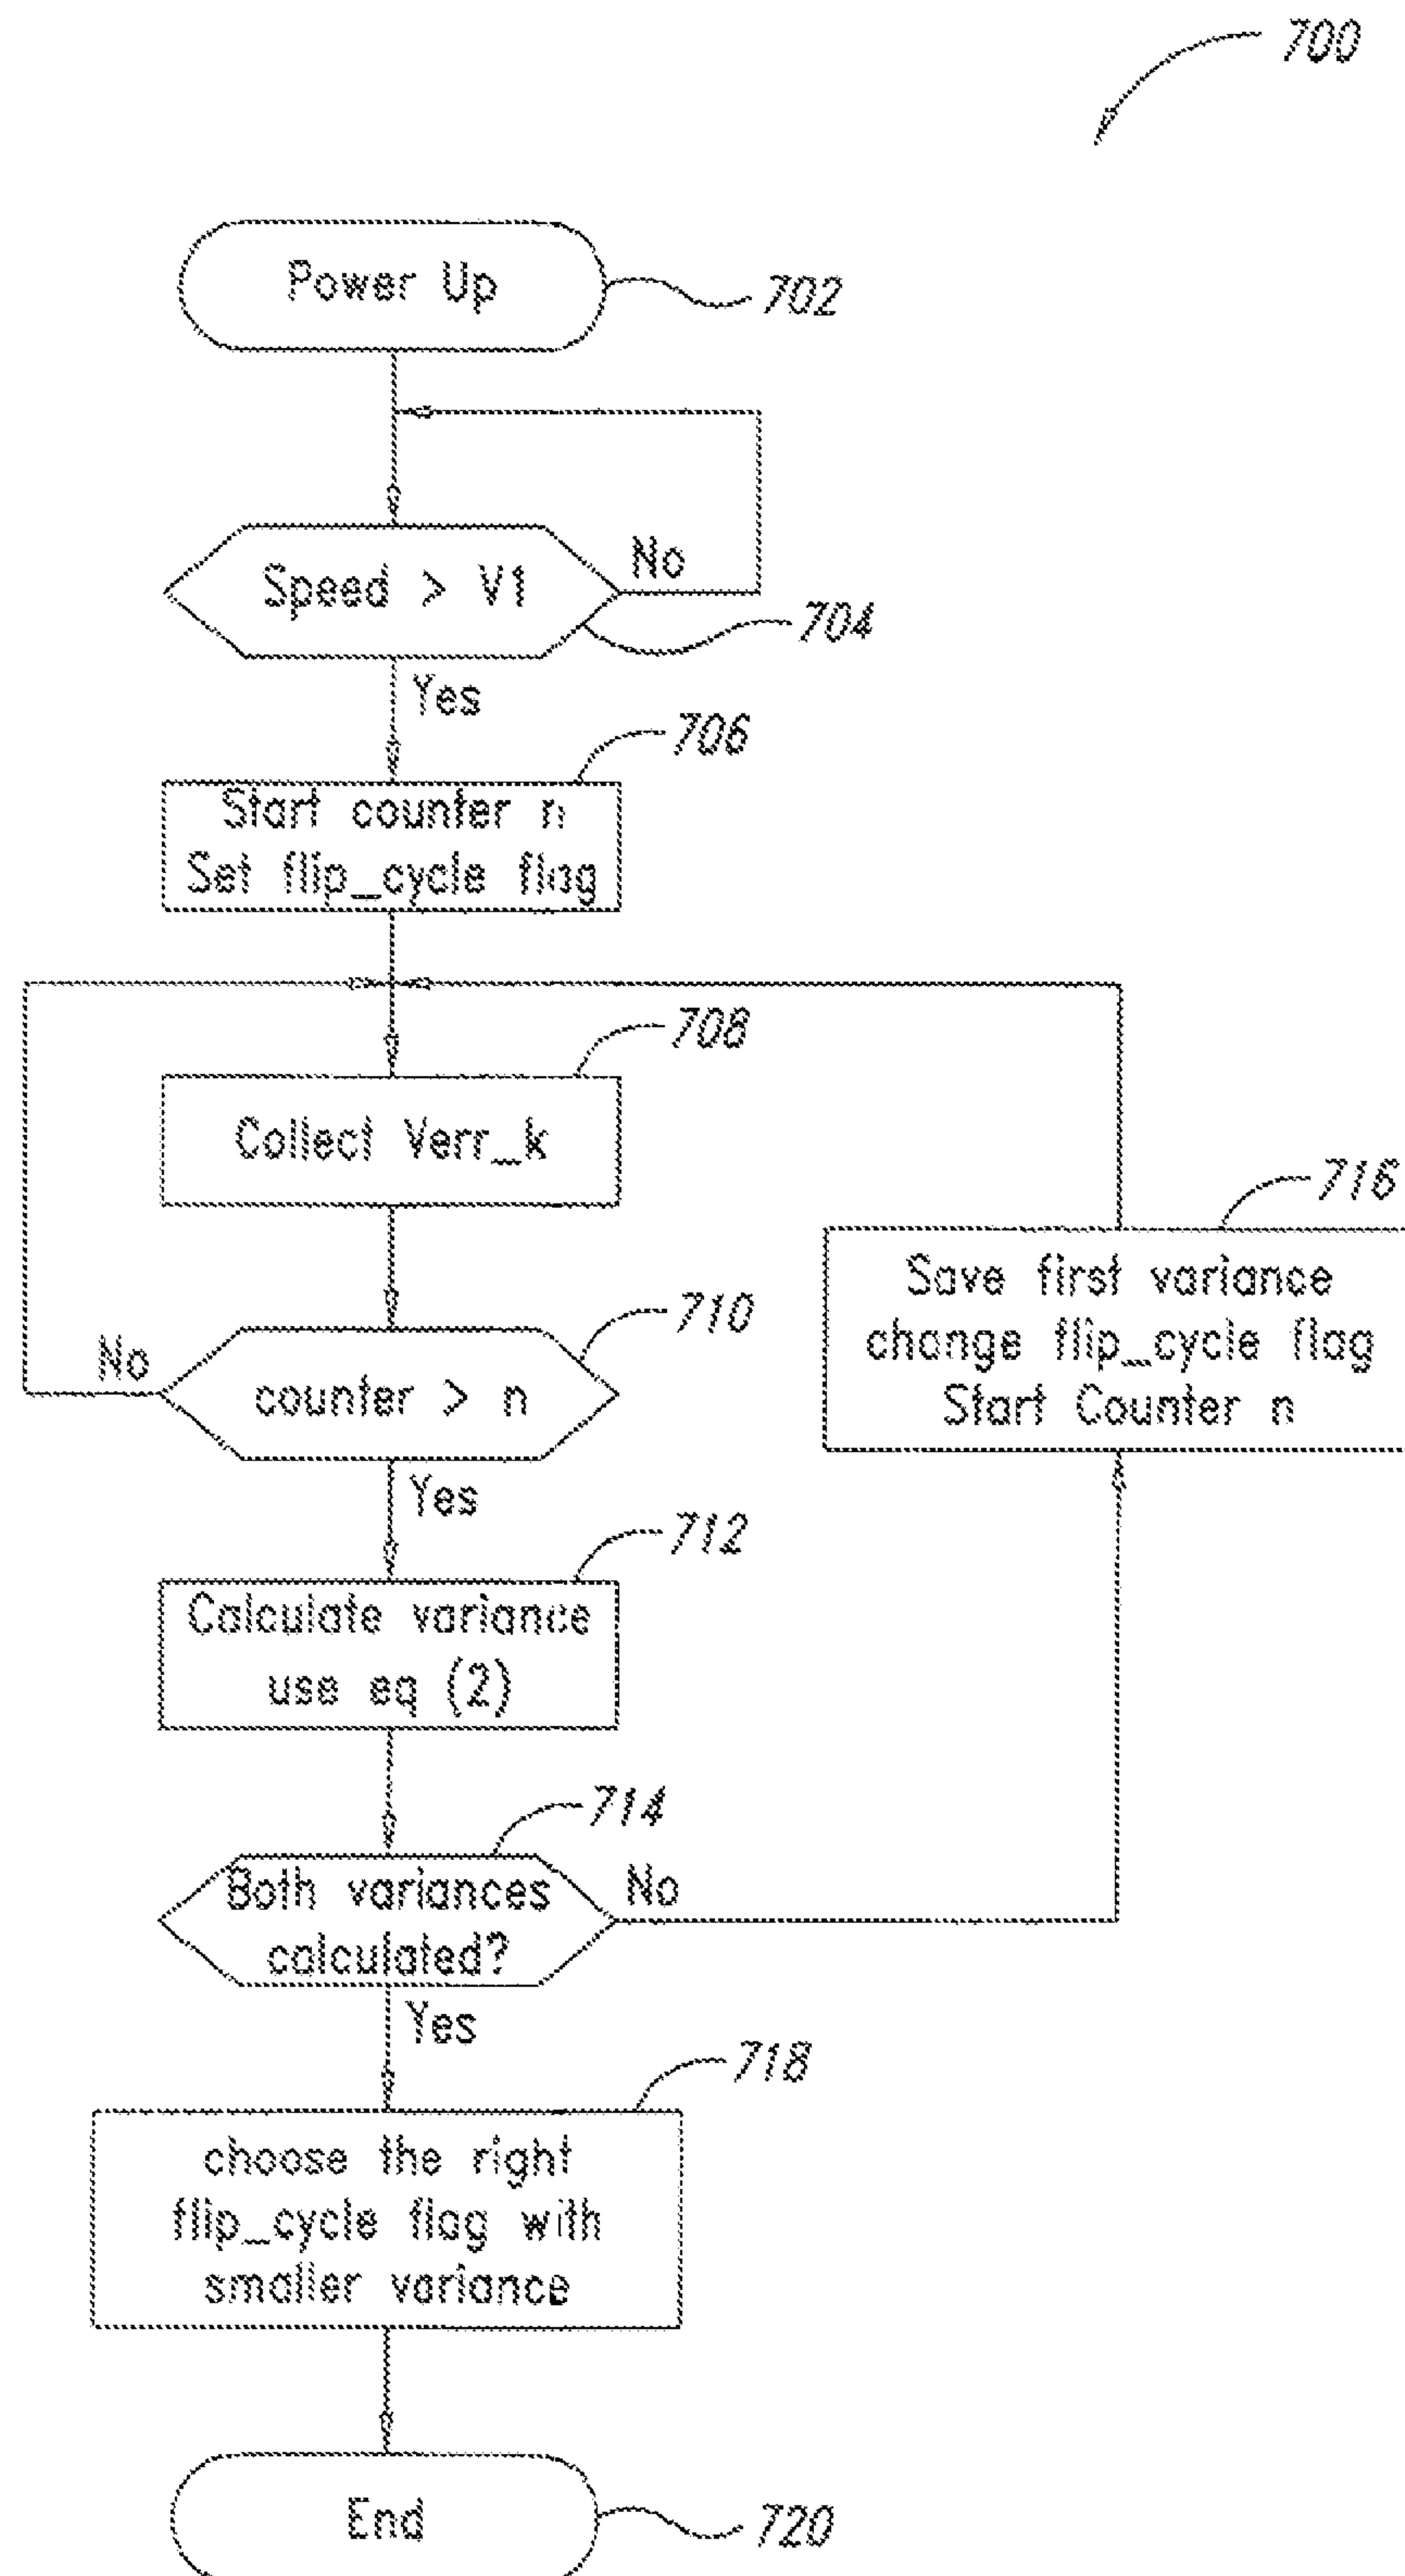 700
Power Up
702
Speed > V1
No
704
Yes
706
Start counter n
Set flip_cycle flag
708
Collect Verr_k
716
Save first variance
change flip_cycle flag
Start Counter n
710
No
counter > n
Yes
712
Calculate variance
use eq (2)
714
Both variances
calculated?
No
Yes
718
choose the right
flip_cycle flag with
smaller variance
End
720